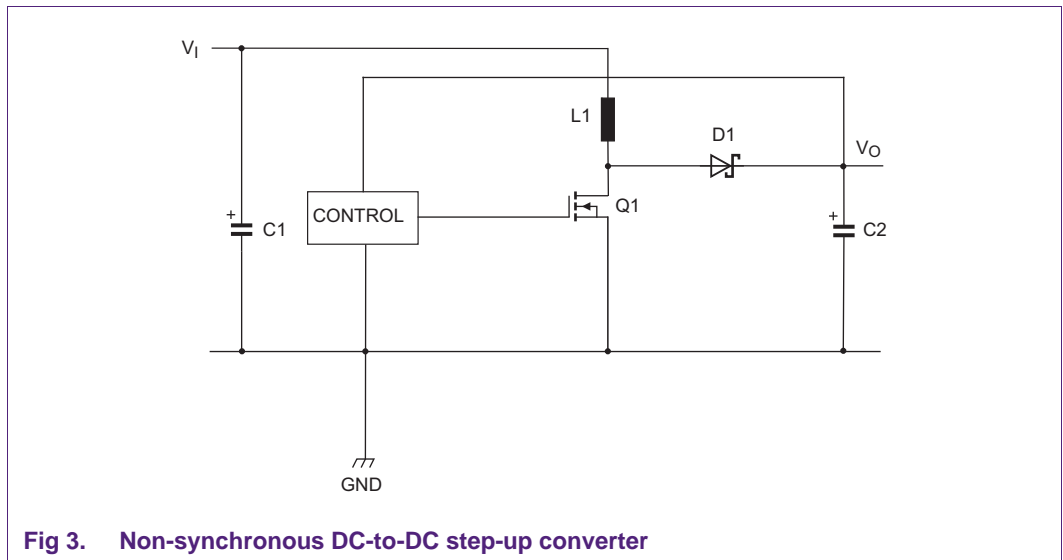 V_I
L1
D1
V_O
CONTROL
Q1
+
C1
+
C2
GND
Fig 3. Non-synchronous DC-to-DC step-up converter